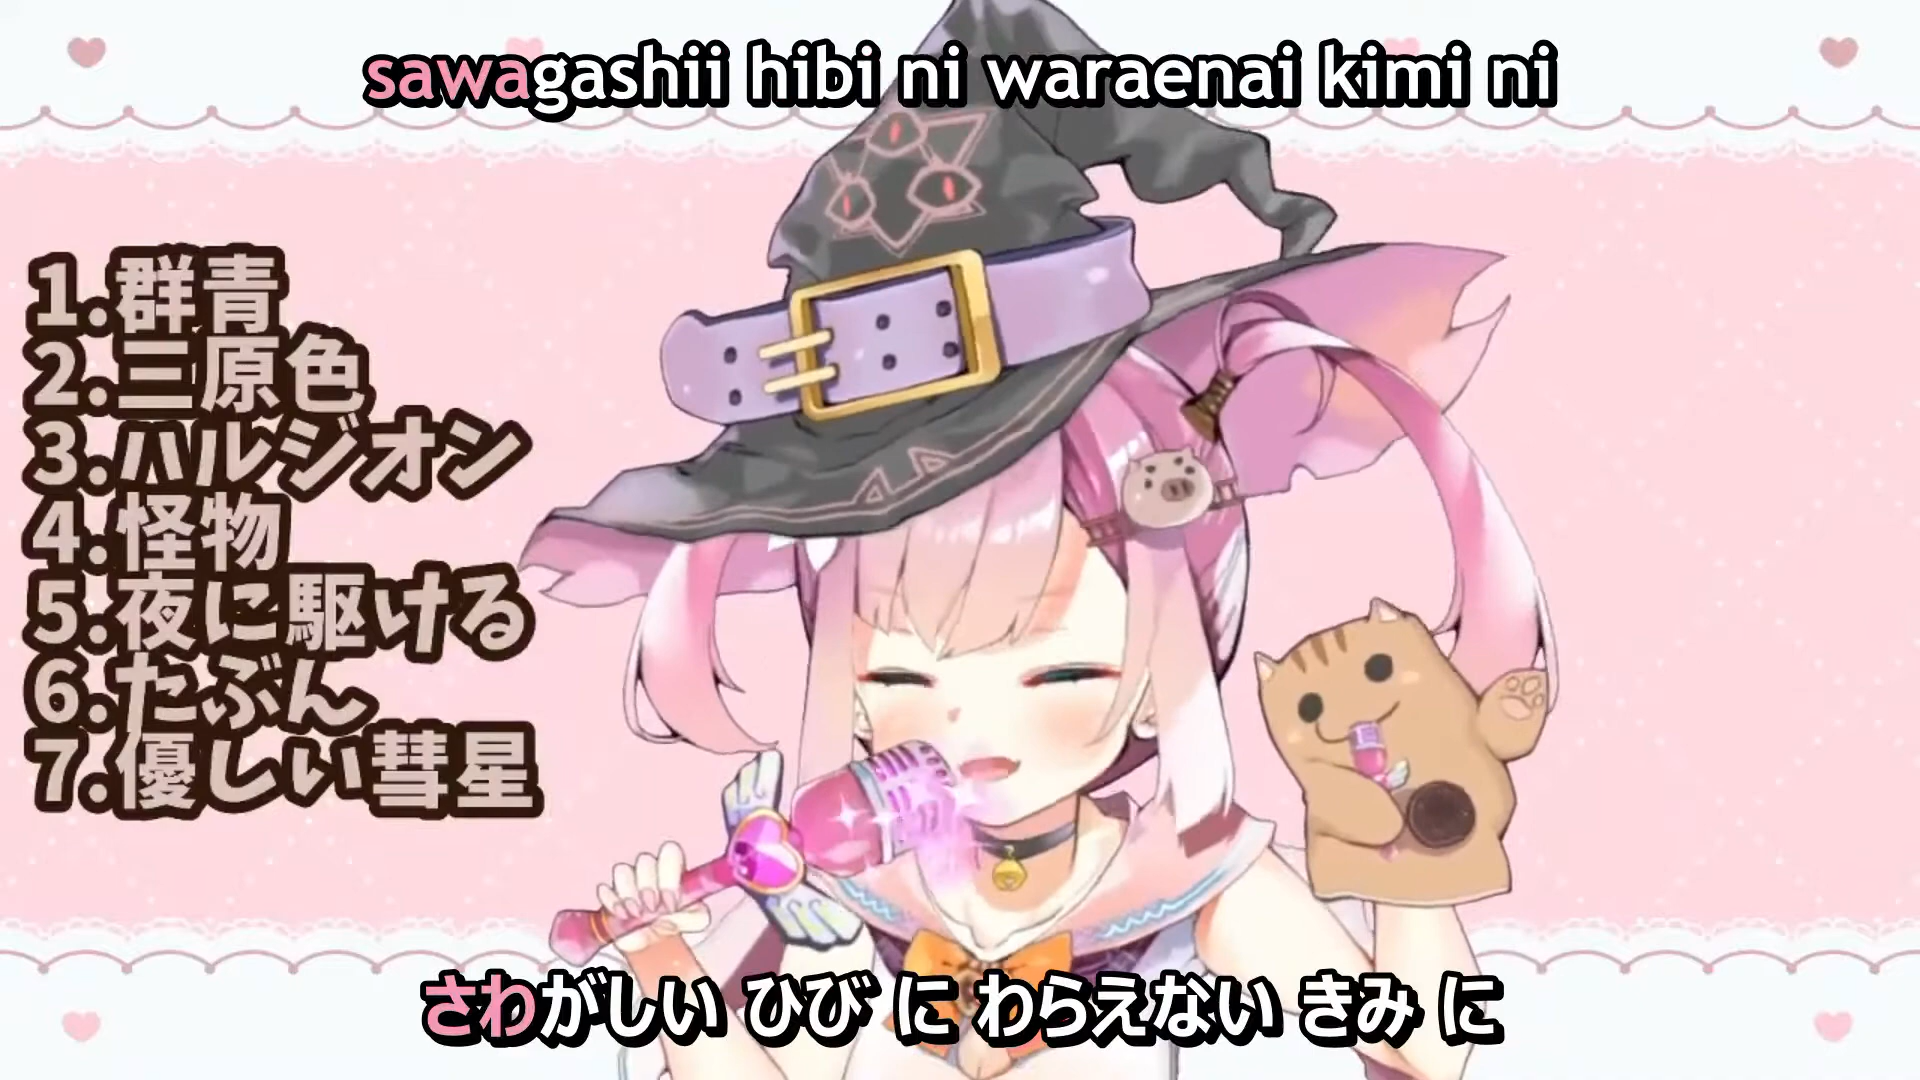 sawagashii hibi ni waraenai kimi ni
1.群青
2.三原色
3.ハルジオン
4.怪物
5.夜に駆ける
6.たぶん
7.優しい彗星
さわがしい ひび に わらえない きみ に